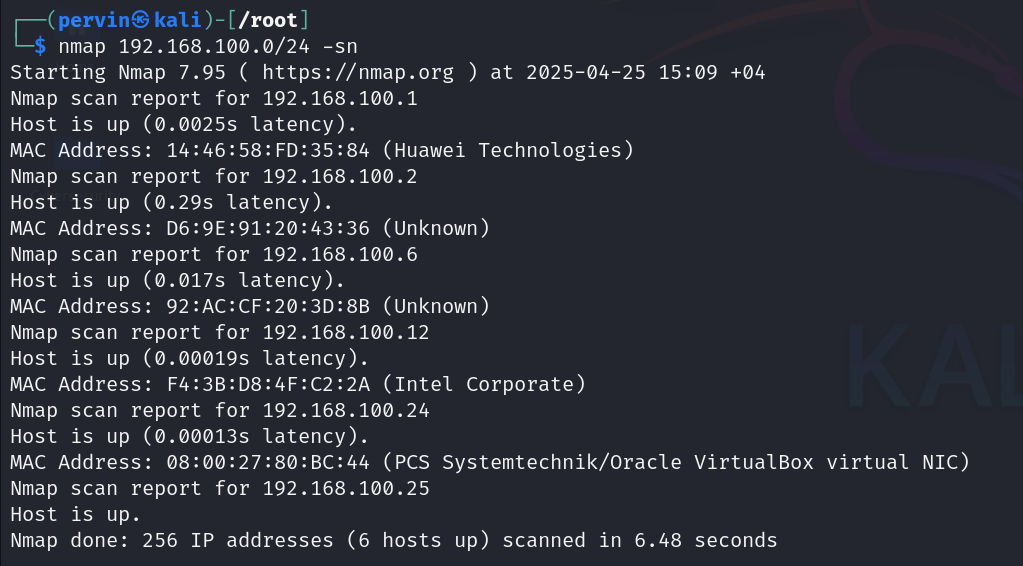 ┌──(pervin㉿kali)-[/root]
└─$ nmap 192.168.100.0/24 -sn
Starting Nmap 7.95 ( https://nmap.org ) at 2025-04-25 15:09 +04
Nmap scan report for 192.168.100.1
Host is up (0.0025s latency).
MAC Address: 14:46:58:FD:35:84 (Huawei Technologies)
Nmap scan report for 192.168.100.2
Host is up (0.29s latency).
MAC Address: D6:9E:91:20:43:36 (Unknown)
Nmap scan report for 192.168.100.6
Host is up (0.017s latency).
MAC Address: 92:AC:CF:20:3D:8B (Unknown)
Nmap scan report for 192.168.100.12
Host is up (0.00019s latency).
MAC Address: F4:3B:D8:4F:C2:2A (Intel Corporate)
Nmap scan report for 192.168.100.24
Host is up (0.00013s latency).
MAC Address: 08:00:27:80:BC:44 (PCS Systemtechnik/Oracle VirtualBox virtual NIC)
Nmap scan report for 192.168.100.25
Host is up.
Nmap done: 256 IP addresses (6 hosts up) scanned in 6.48 seconds
KAL